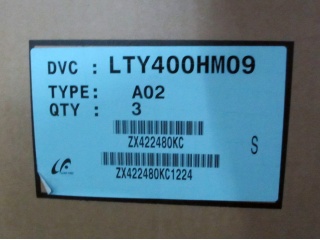 DVC : LTY400HM09
TYPE: A02
QTY : 3
ZX422480KC
S
ZX422480KC1224